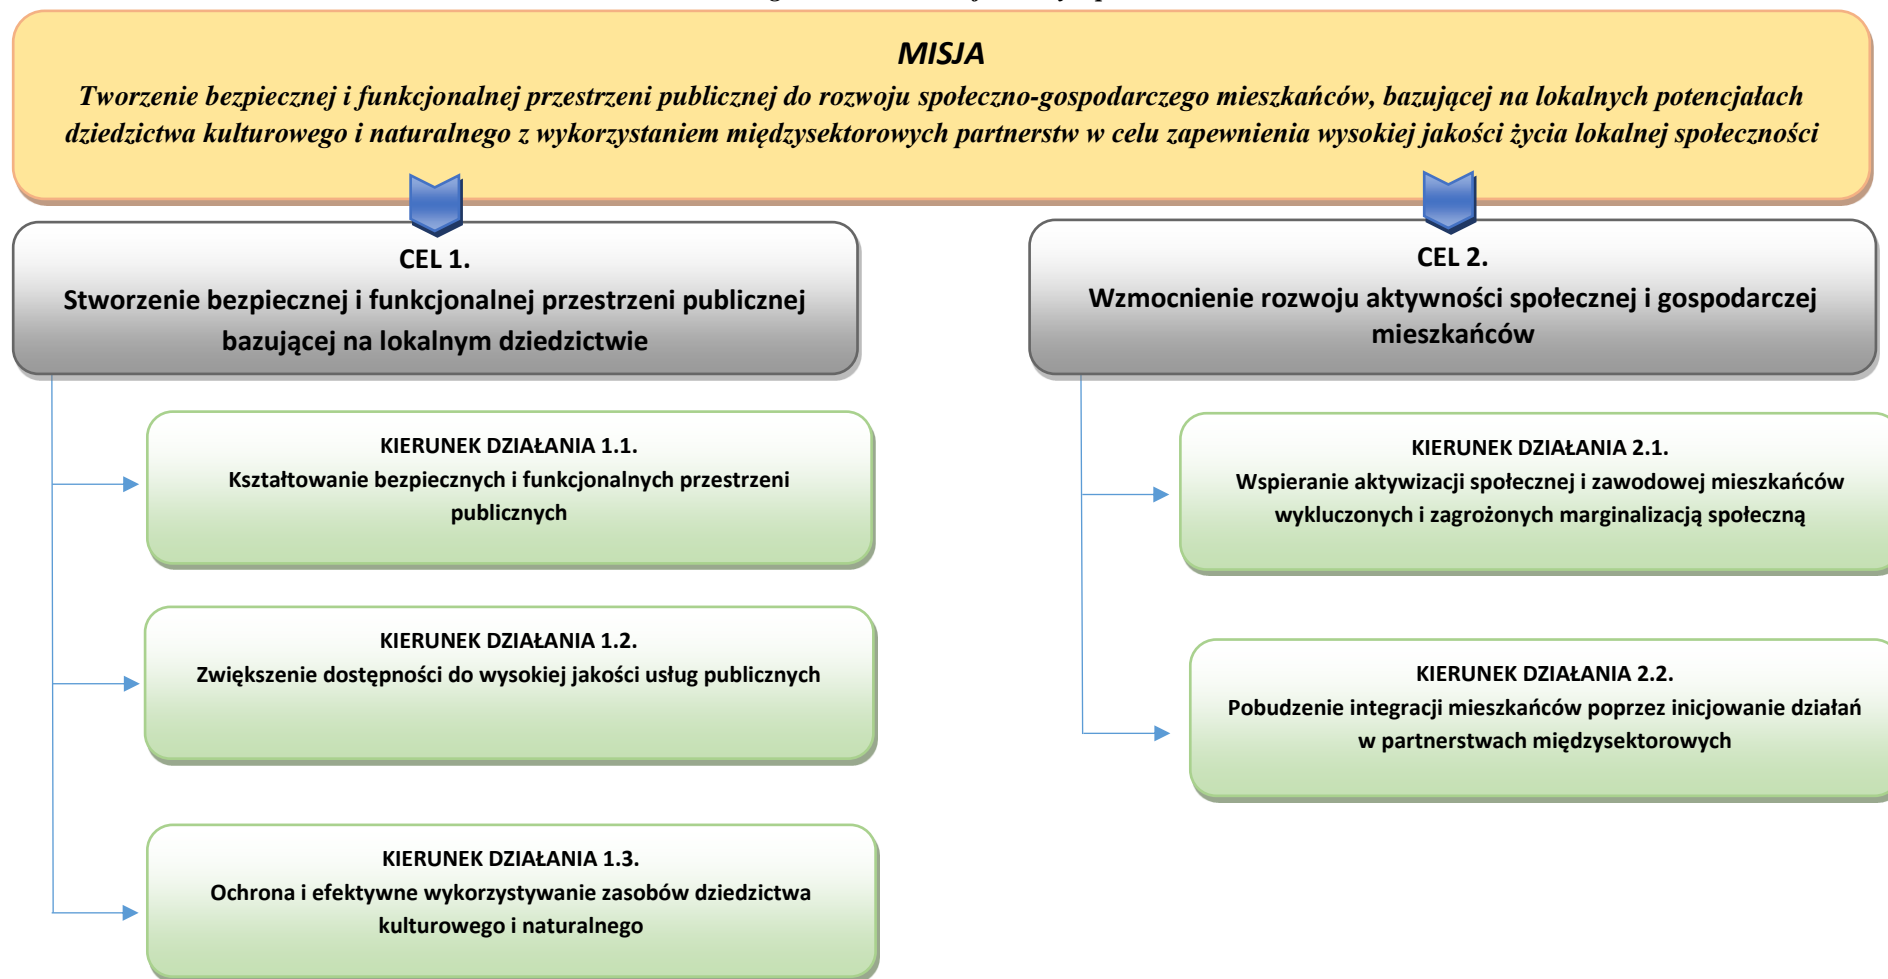 MISJA
Tworzenie bezpiecznej i funkcjonalnej przestrzeni publicznej do rozwoju społeczno-gospodarczego mieszkańców, bazującej na lokalnych potencjałach
dziedzictwa kulturowego i naturalnego z wykorzystaniem międzysektorowych partnerstw w celu zapewnienia wysokiej jakości życia lokalnej społeczności
CEL 1.
Stworzenie bezpiecznej i funkcjonalnej przestrzeni publicznej
bazującej na lokalnym dziedzictwie
KIERUNEK DZIAŁANIA 1.1.
Kształtowanie bezpiecznych i funkcjonalnych przestrzeni
publicznych
KIERUNEK DZIAŁANIA 1.2.
Zwiększenie dostępności do wysokiej jakości usług publicznych
KIERUNEK DZIAŁANIA 1.3.
Ochrona i efektywne wykorzystywanie zasobów dziedzictwa
kulturowego i naturalnego
CEL 2.
Wzmocnienie rozwoju aktywności społecznej i gospodarczej
mieszkańców
KIERUNEK DZIAŁANIA 2.1.
Wspieranie aktywizacji społecznej i zawodowej mieszkańców
wykluczonych i zagrożonych marginalizacją społeczną
KIERUNEK DZIAŁANIA 2.2.
Pobudzenie integracji mieszkańców poprzez inicjowanie działań
w partnerstwach międzysektorowych